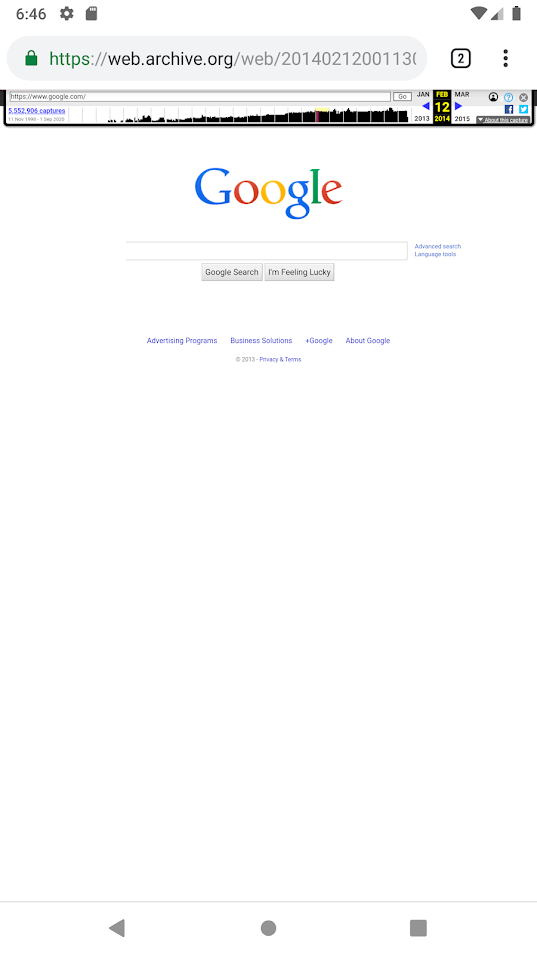 6:46
2
https://web.archive.org/web/2014021200113
https://www.google.com/
Go
JAN FEB MAR
5,552,906 captures
12
11 Nov 1998 - 1 Sep 2020
2013 2014 2015
About this capture
Google
Advanced search
Language tools
Google Search I'm Feeling Lucky
Advertising Programs Business Solutions +Google About Google
© 2013 - Privacy & Terms